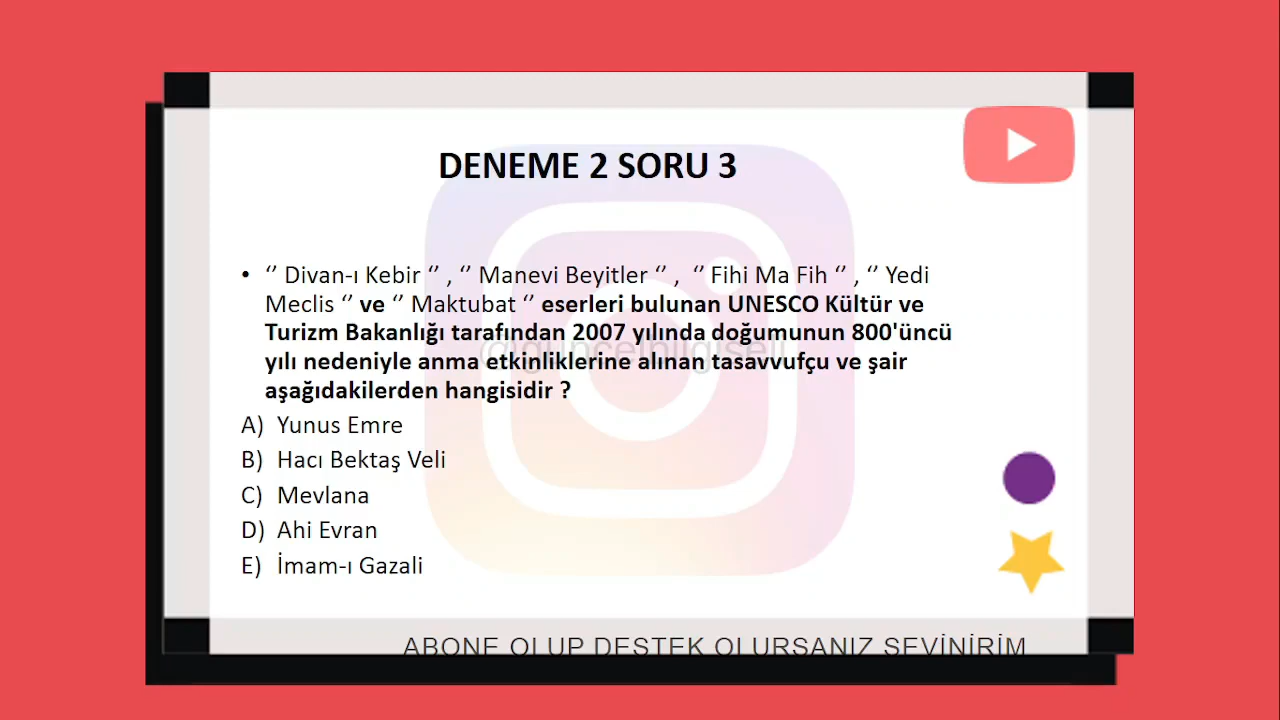 DENEME 2 SORU 3
• ‘’ Divan-ı Kebir ‘’ , ‘’ Manevi Beyitler ‘’ , ‘’ Fihi Ma Fih ‘’ , ‘’ Yedi
Meclis ‘’ ve ‘’ Maktubat ‘’ eserleri bulunan UNESCO Kültür ve
Turizm Bakanlığı tarafından 2007 yılında doğumunun 800'üncü
yılı nedeniyle anma etkinliklerine alınan tasavvufçu ve şair
aşağıdakilerden hangisidir ?
A) Yunus Emre
B) Hacı Bektaş Veli
C) Mevlana
D) Ahi Evran
E) İmam-ı Gazali
ABONE OLUP DESTEK OLURSANIZ SEVİNİRİM